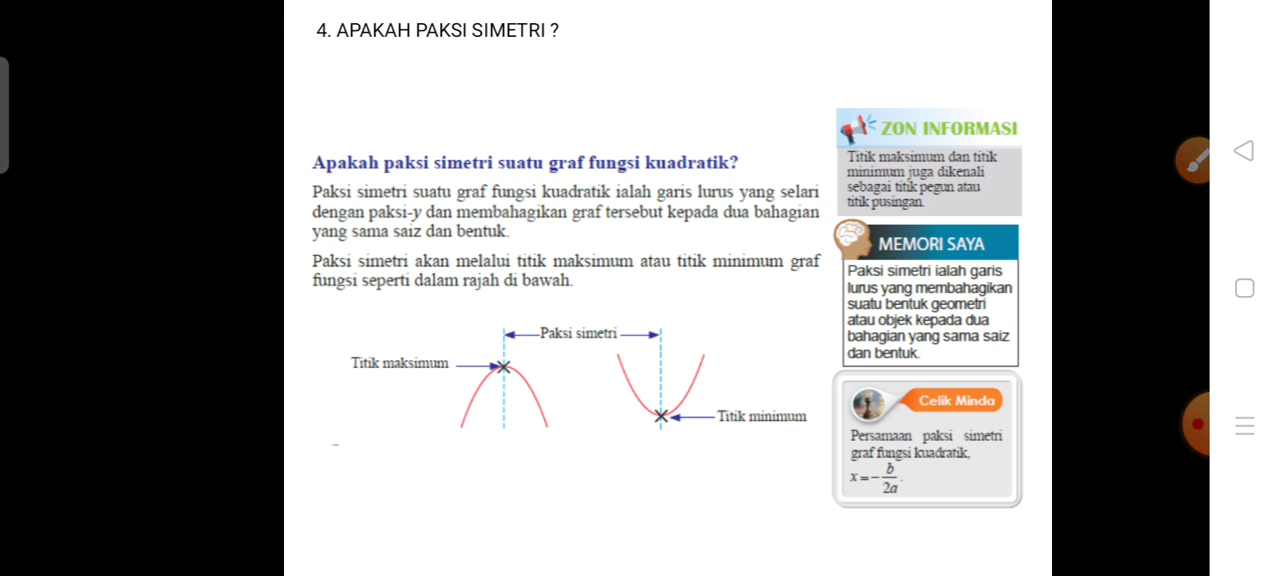 4. APAKAH PAKSI SIMETRI ?
Apakah paksi simetri suatu graf fungsi kuadratik?
Paksi simetri suatu graf fungsi kuadratik ialah garis lurus yang selari
dengan paksi-y dan membahagikan graf tersebut kepada dua bahagian
yang sama saiz dan bentuk.
Paksi simetri akan melalui titik maksimum atau titik minimum graf
fungsi seperti dalam rajah di bawah.
Paksi simetri
Titik maksimum
Titik minimum
ZON INFORMASI
Titik maksimum dan titik
minimum juga dikenali
sebagai titik pegun atau
titik pusingan.
MEMORI SAYA
Paksi simetri ialah garis
lurus yang membahagikan
suatu bentuk geometri
atau objek kepada dua
bahagian yang sama saiz
dan bentuk.
Celik Minda
Persamaan paksi simetri
graf fungsi kuadratik,
x = − b/2a .